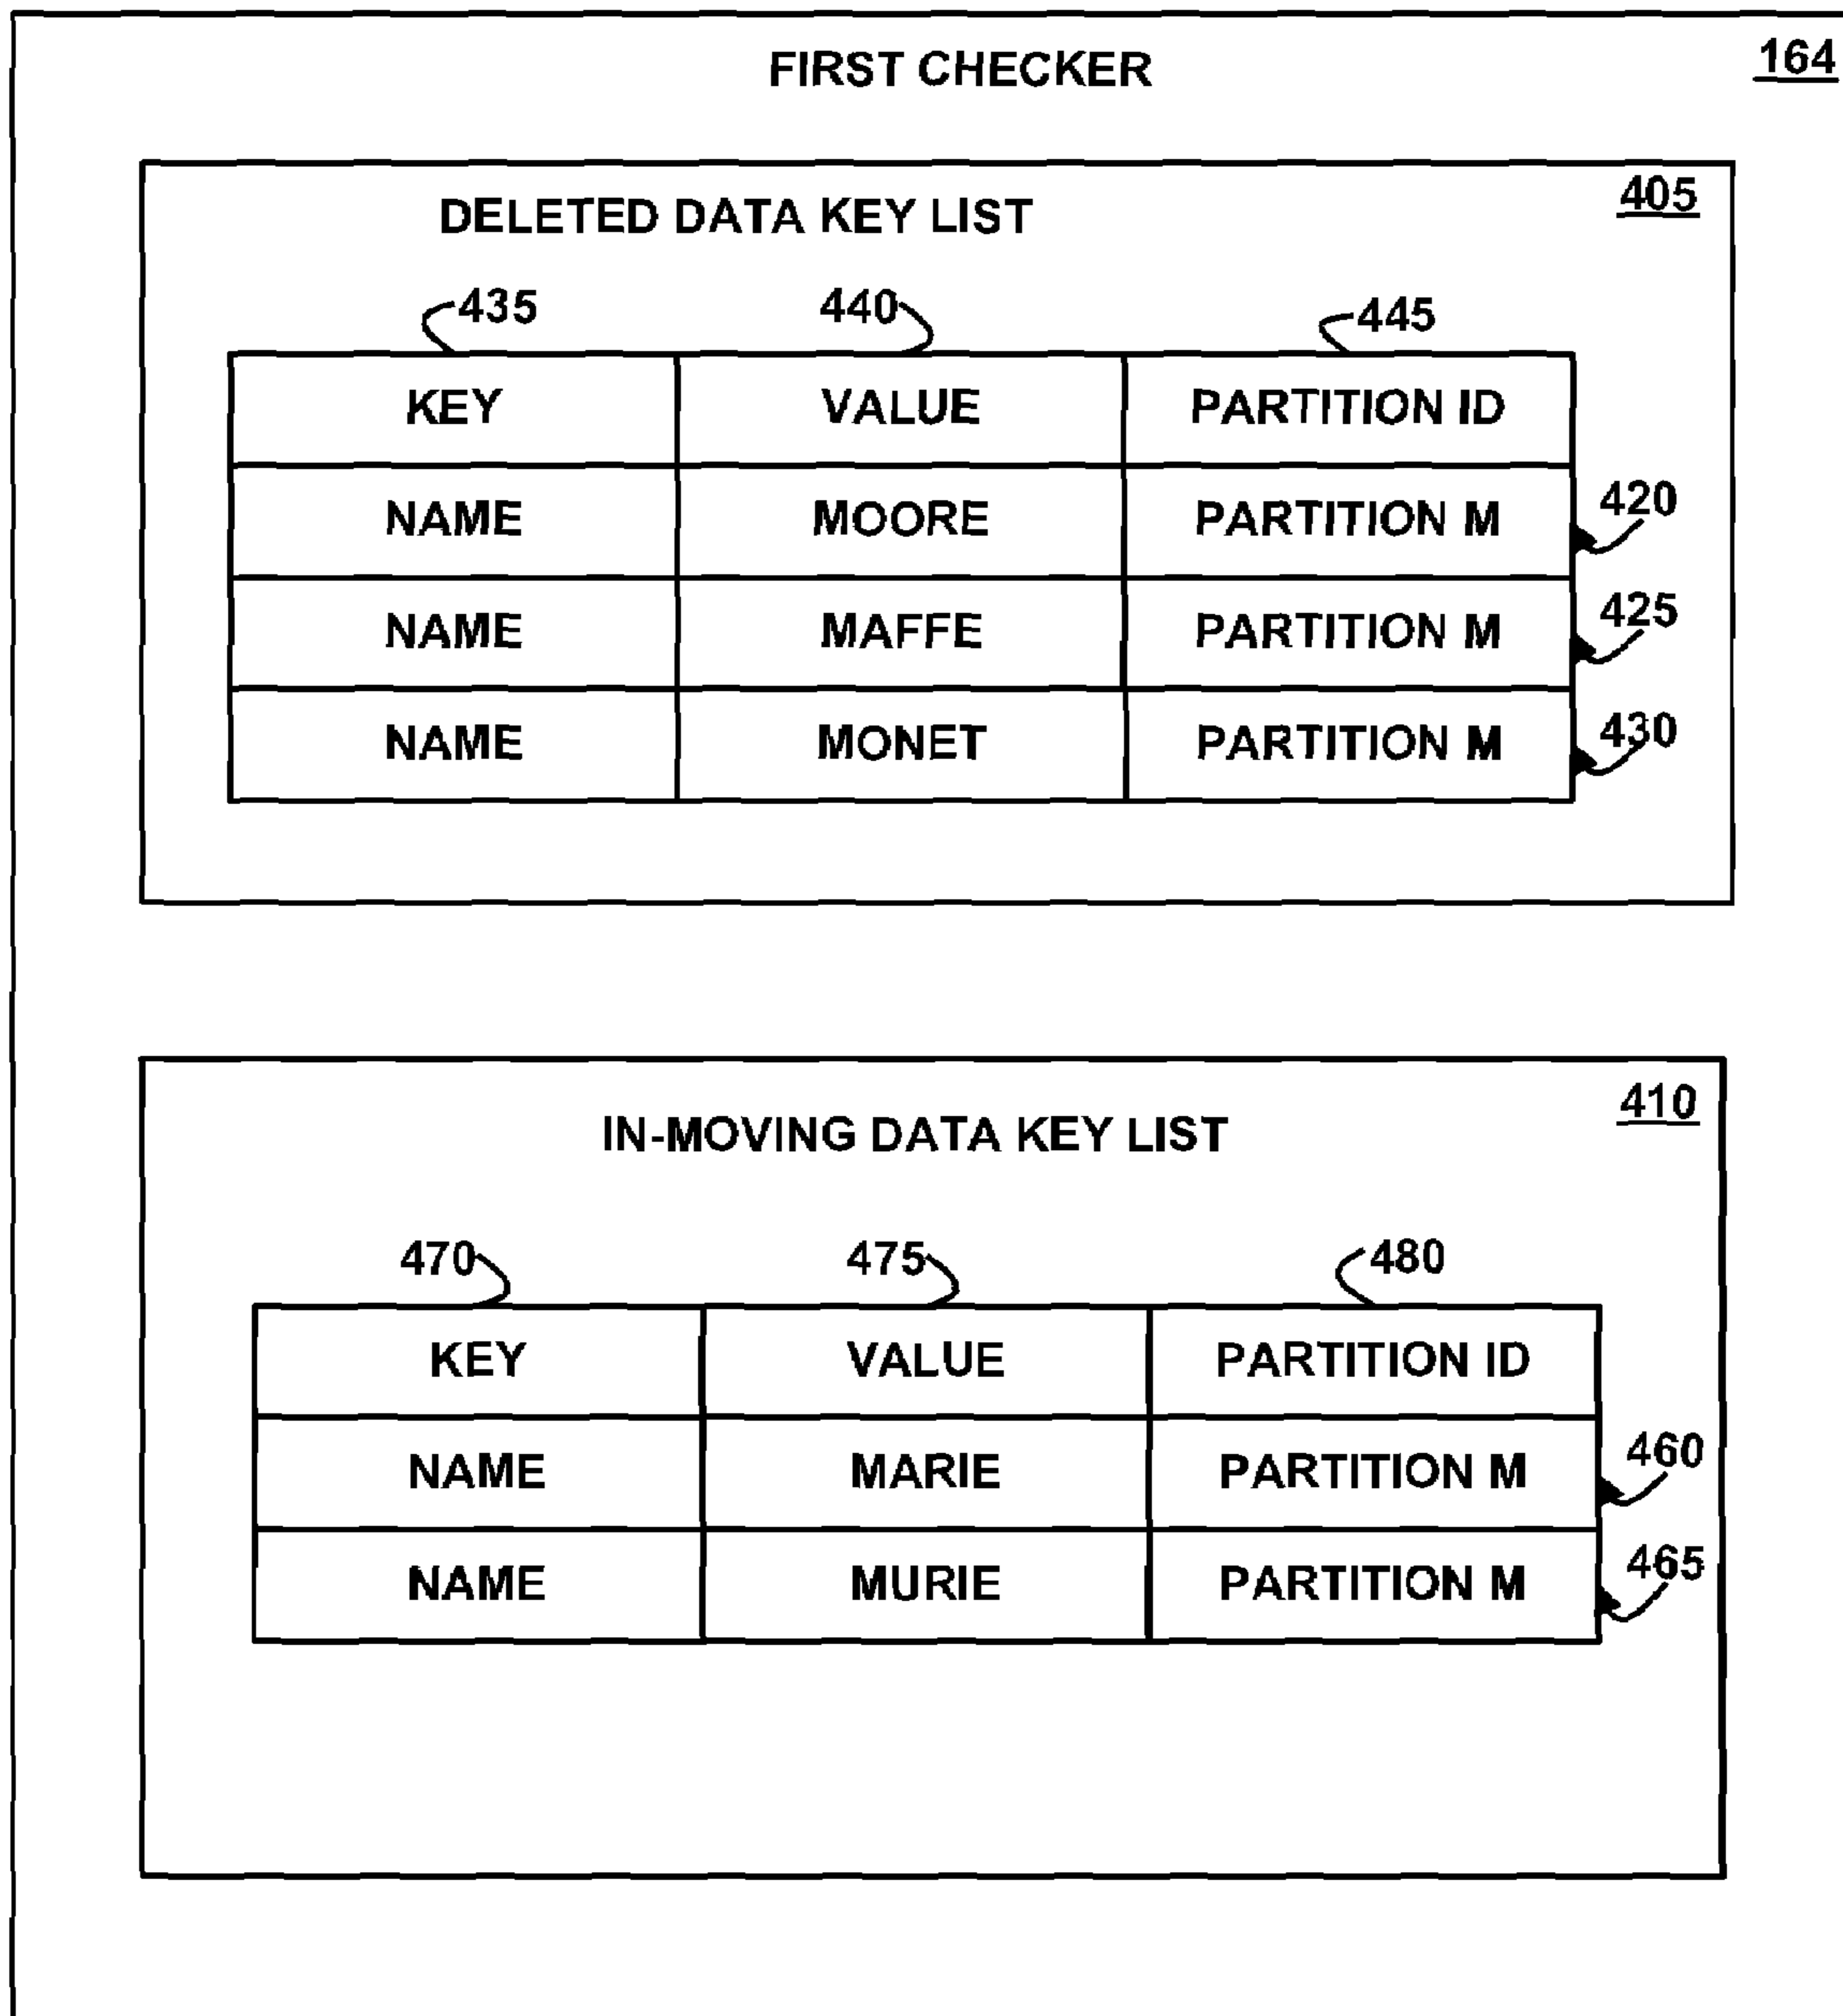 FIRST CHECKER 164
DELETED DATA KEY LIST 405
435 440 445
KEY VALUE PARTITION ID
NAME MOORE PARTITION M 420
NAME MAFFE PARTITION M 425
NAME MONET PARTITION M 430
IN-MOVING DATA KEY LIST 410
470 475 480
KEY VALUE PARTITION ID
NAME MARIE PARTITION M 460
NAME MURIE PARTITION M 465